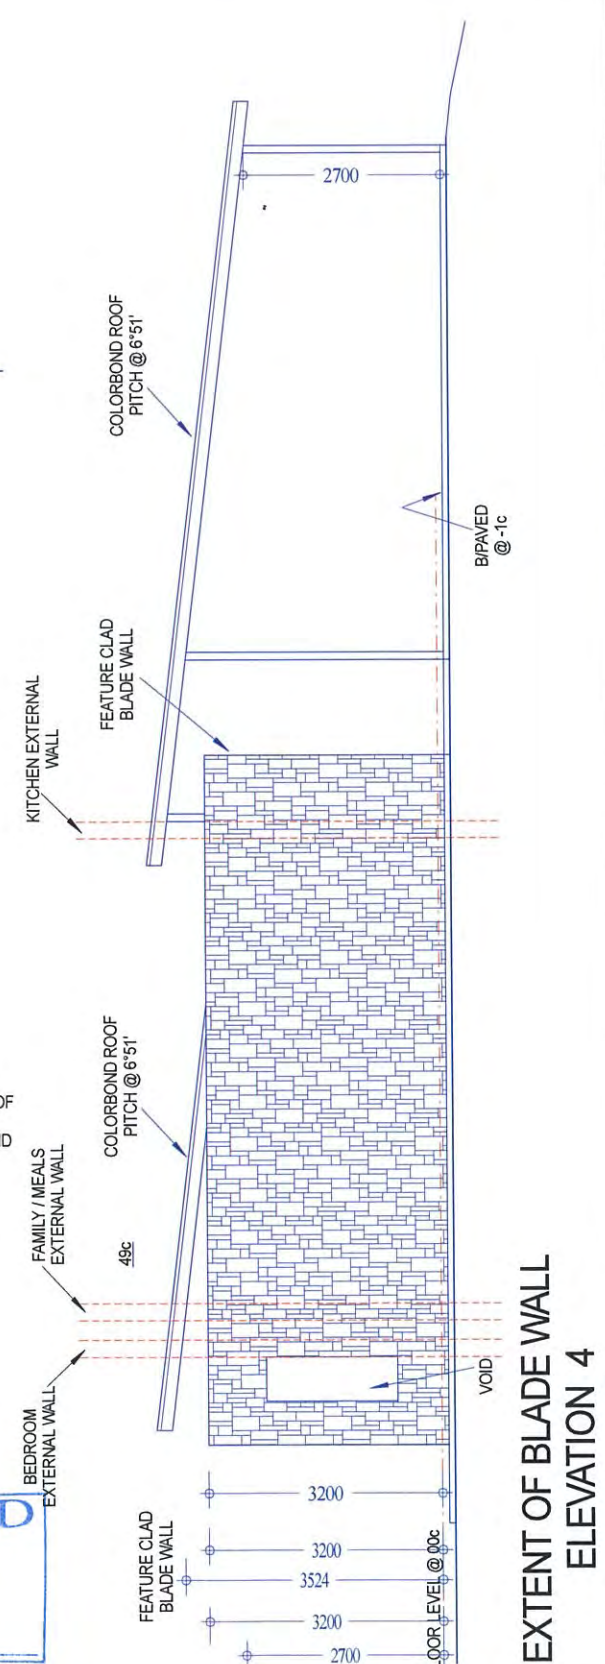 COLORBOND ROOF
PITCH @ 6°51'
2700
B/PAVED
@ -1c
KITCHEN EXTERNAL
WALL
FEATURE CLAD
BLADE WALL
COLORBOND ROOF
PITCH @ 6°51'
OF
FAMILY / MEALS
EXTERNAL WALL
49c
BEDROOM
EXTERNAL WALL
VOID
3200
FEATURE CLAD
BLADE WALL
3200
3524
3200
2700
OOR LEVEL @ 00c
EXTENT OF BLADE WALL
ELEVATION 4